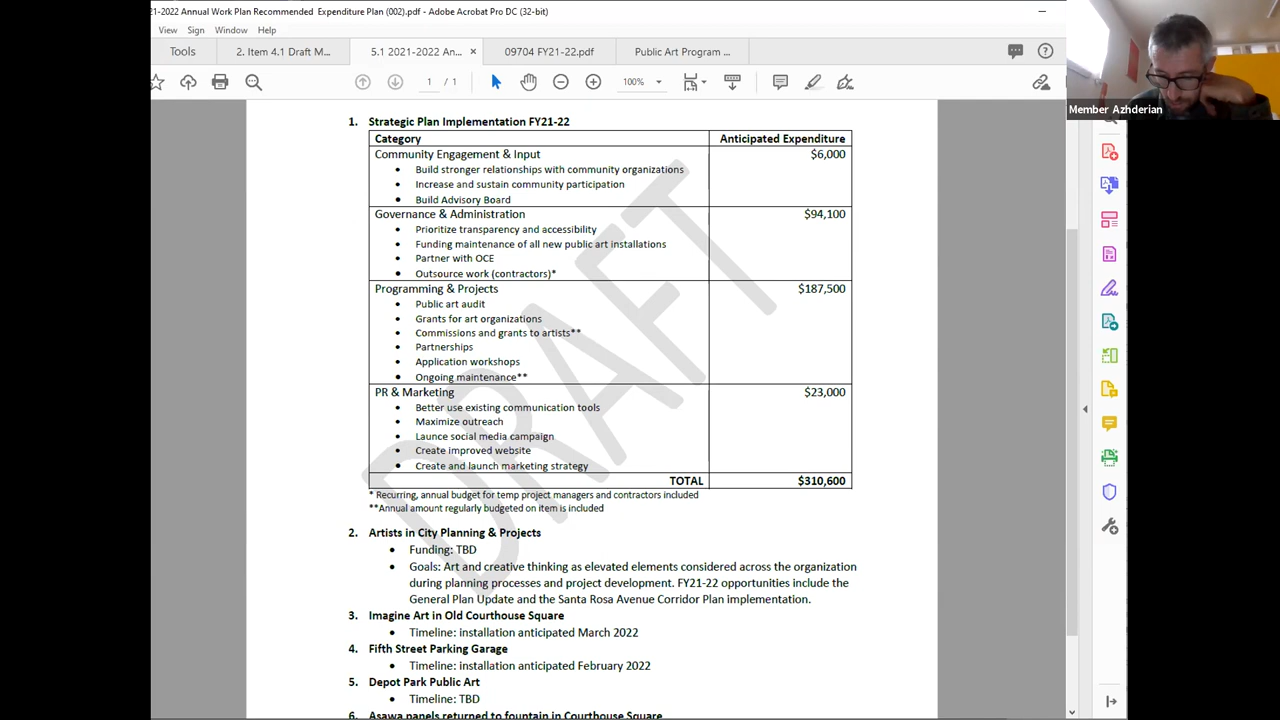 21-2022 Annual Work Plan Recommended Expenditure Plan (002).pdf - Adobe Acrobat Pro DC (32-bit)
View Sign Window Help
Tools 2. Item 4.1 Draft M... 5.1 2021-2022 An... × 09704 FY21-22.pdf Public Art Program ...
1 / 1 100%
Member Azhderian
1. Strategic Plan Implementation FY21-22
Category Anticipated Expenditure
Community Engagement & Input $6,000
• Build stronger relationships with community organizations
• Increase and sustain community participation
• Build Advisory Board
Governance & Administration $94,100
• Prioritize transparency and accessibility
• Funding maintenance of all new public art installations
• Partner with OCE
• Outsource work (contractors)*
Programming & Projects $187,500
• Public art audit
• Grants for art organizations
• Commissions and grants to artists**
• Partnerships
• Application workshops
• Ongoing maintenance**
PR & Marketing $23,000
• Better use existing communication tools
• Maximize outreach
• Launce social media campaign
• Create improved website
• Create and launch marketing strategy
TOTAL $310,600
* Recurring, annual budget for temp project managers and contractors included
**Annual amount regularly budgeted on item is included
DRAFT
2. Artists in City Planning & Projects
• Funding: TBD
• Goals: Art and creative thinking as elevated elements considered across the organization
during planning processes and project development. FY21-22 opportunities include the
General Plan Update and the Santa Rosa Avenue Corridor Plan implementation.
3. Imagine Art in Old Courthouse Square
• Timeline: installation anticipated March 2022
4. Fifth Street Parking Garage
• Timeline: installation anticipated February 2022
5. Depot Park Public Art
• Timeline: TBD
6. Asawa panels returned to fountain in Courthouse Square